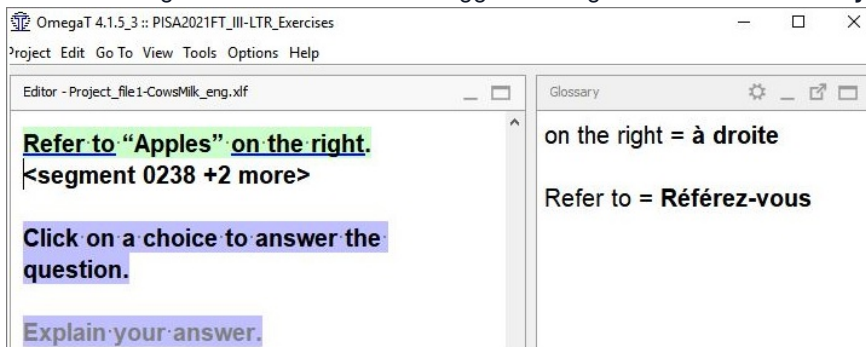 OmegaT 4.1.5_3 :: PISA2021FT_III-LTR_Exercises
Project Edit Go To View Tools Options Help
Editor - Project_file1-CowsMilk_eng.xlf
Glossary
Refer to “Apples” on the right.
<segment 0238 +2 more>
Click on a choice to answer the
question.
Explain your answer.
on the right = à droite
Refer to = Référez-vous